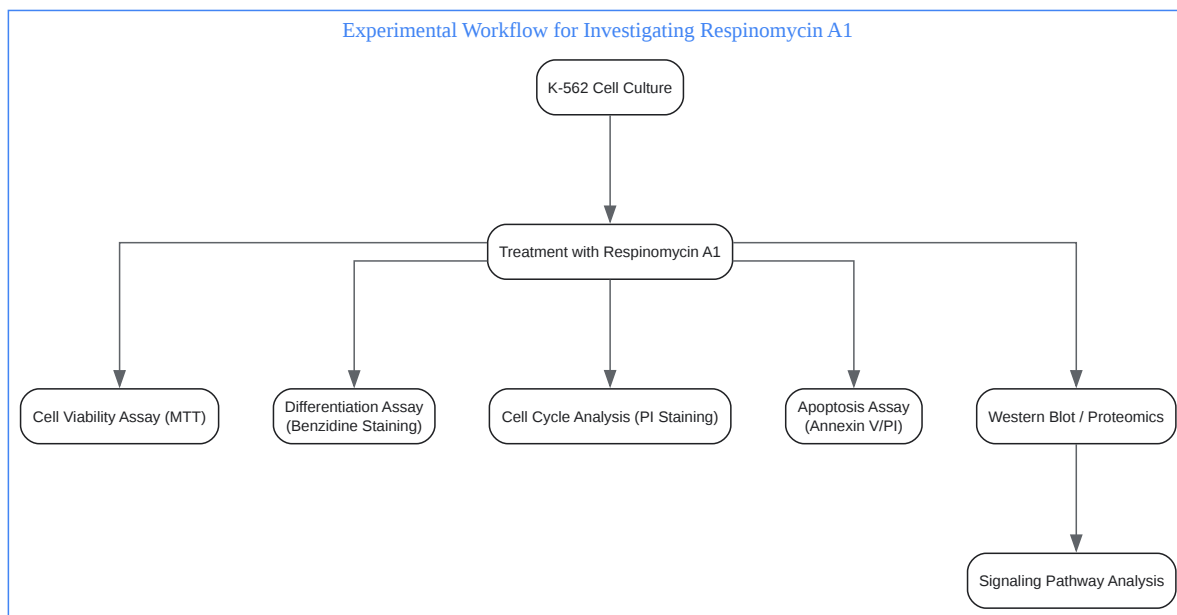 Experimental Workflow for Investigating Respinomycin A1
K-562 Cell Culture
Treatment with Respinomycin A1
Cell Viability Assay (MTT)
Differentiation Assay
(Benzidine Staining)
Cell Cycle Analysis (PI Staining)
Apoptosis Assay
(Annexin V/PI)
Western Blot / Proteomics
Signaling Pathway Analysis